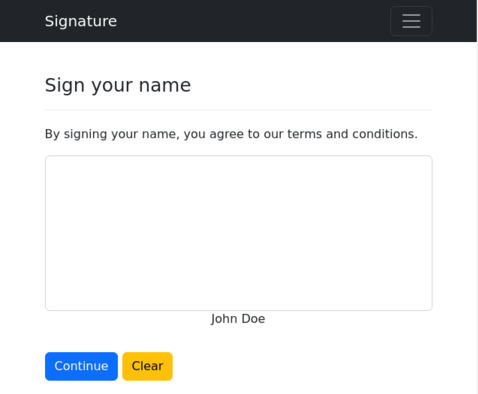 Signature
Sign your name
By signing your name, you agree to our terms and conditions.
John Doe
Continue
Clear